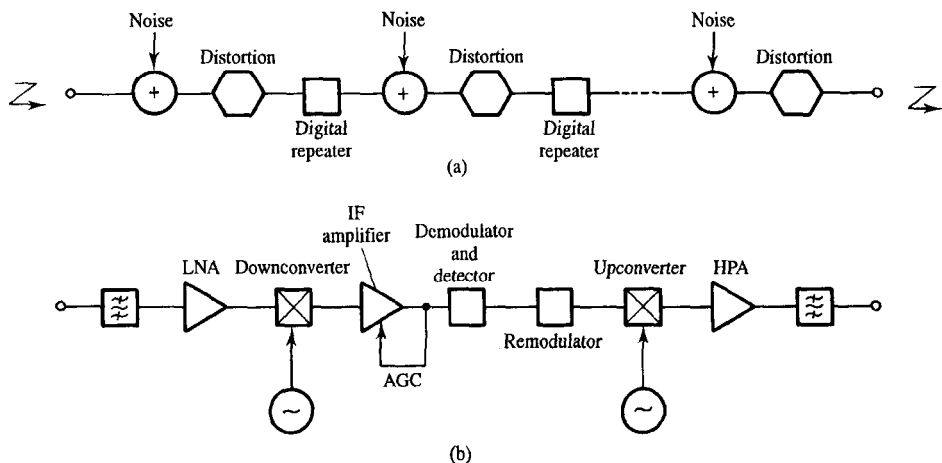 Noise
Noise
Noise
Distortion
Distortion
Distortion
+
+
+
Digital
repeater
Digital
repeater
(a)
IF
amplifier
Demodulator
and
detector
LNA
Downconverter
Upconverter
HPA
Remodulator
AGC
~
~
(b)